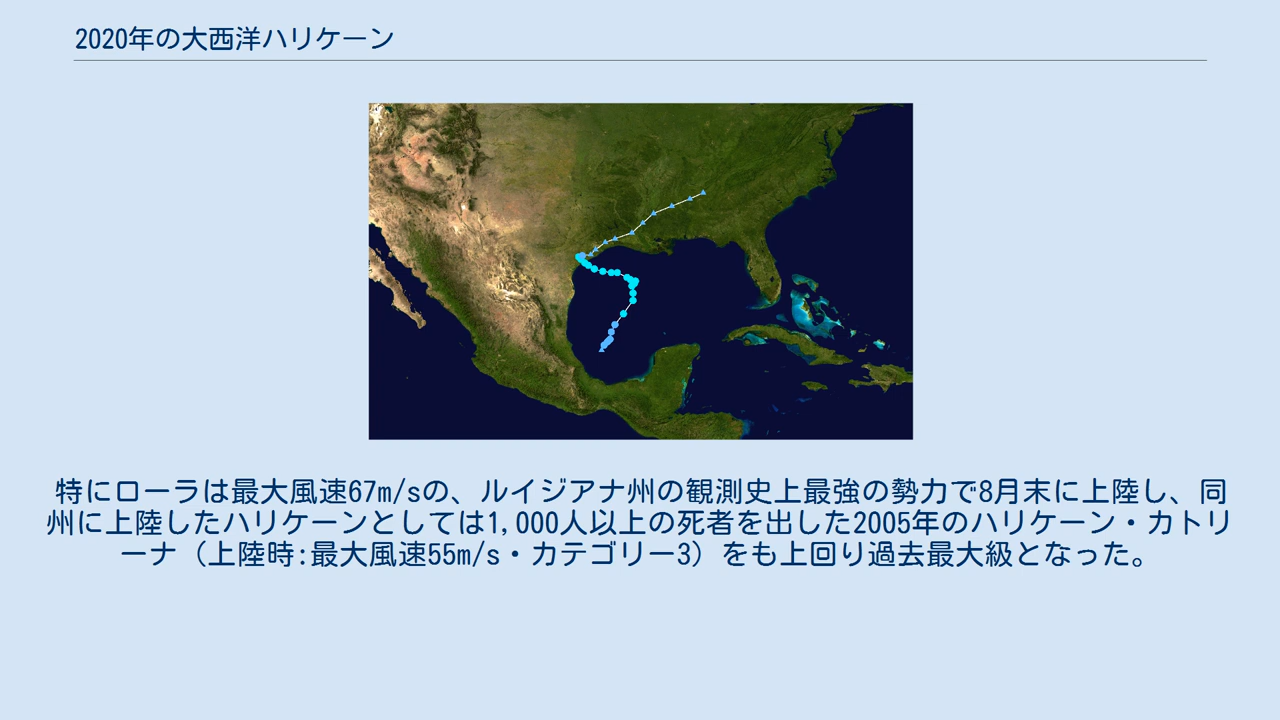 2020年の大西洋ハリケーン
特にローラは最大風速67m/sの、ルイジアナ州の観測史上最強の勢力で8月末に上陸し、同
州に上陸したハリケーンとしては1,000人以上の死者を出した2005年のハリケーン・カトリ
ーナ（上陸時:最大風速55m/s・カテゴリー3）をも上回り過去最大級となった。